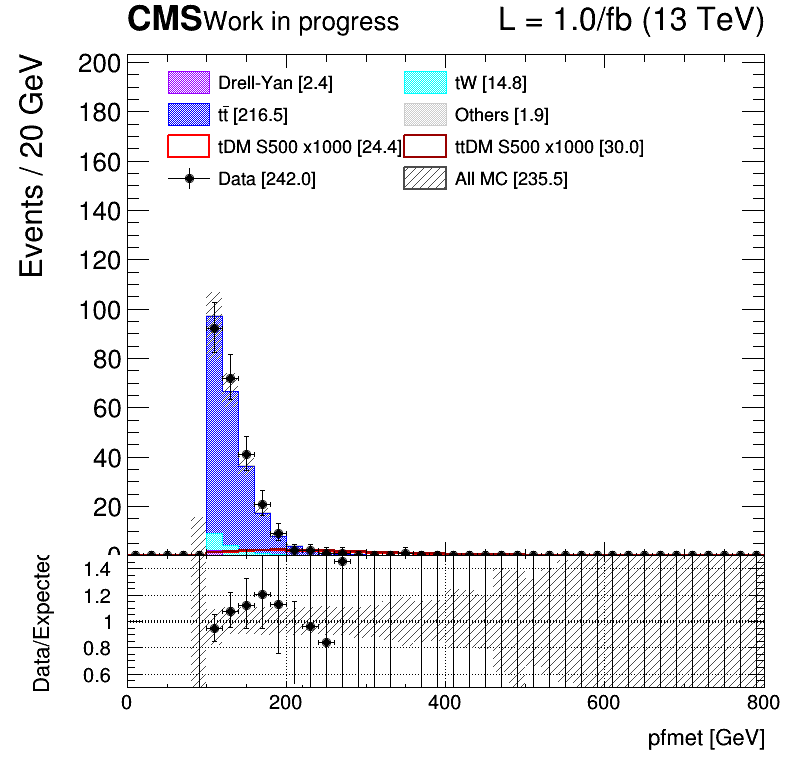 CMS Work in progress L = 1.0/fb (13 TeV)
Events / 20 GeV
200
180
160
140
120
100
80
60
40
20
0
Drell-Yan [2.4] tW [14.8]
tt̄ [216.5] Others [1.9]
tDM S500 x1000 [24.4] ttDM S500 x1000 [30.0]
Data [242.0] All MC [235.5]
Data/Expected
1.4
1.2
1
0.8
0.6
0 200 400 600 800
pfmet [GeV]